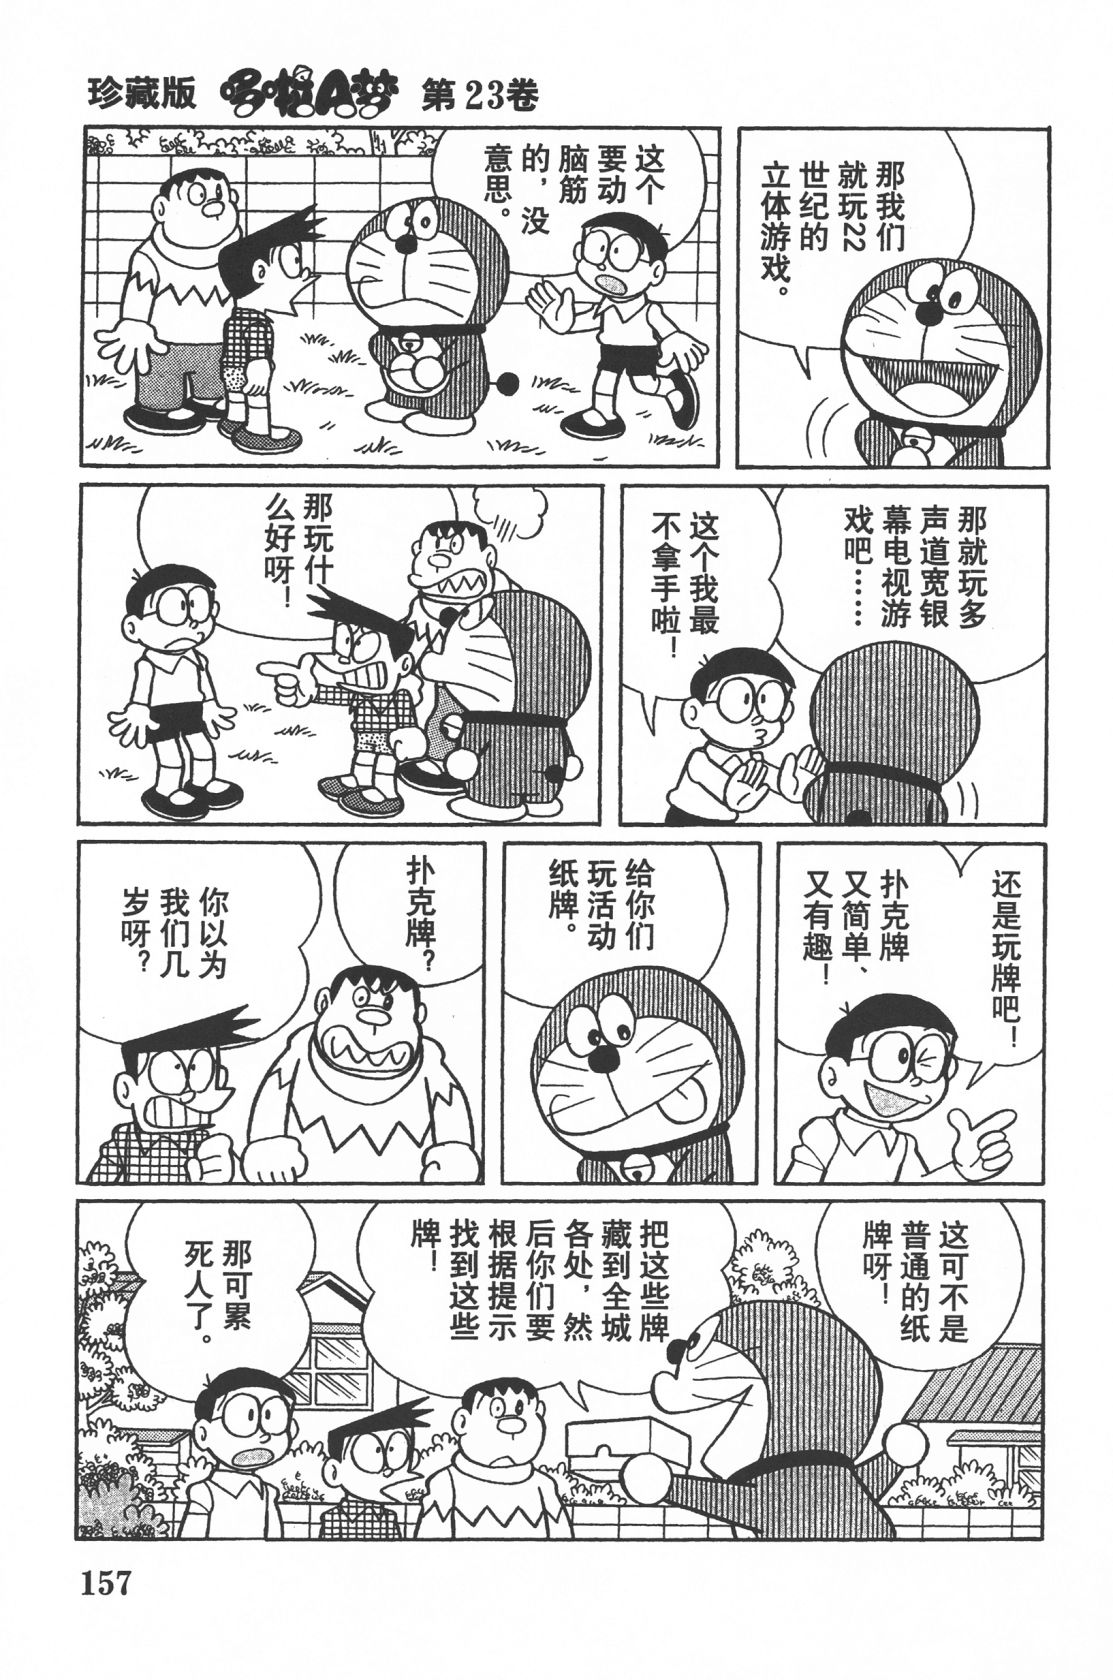 珍藏版 哆啦A梦 第23卷
那我们
就玩22
世纪的
立体游
戏。
这个
要动
脑筋
的，没
意思。
那就玩多
声道宽银
幕电视游
戏吧……
这个我最
不拿手啦！
那玩什
么好呀！
还是玩牌吧！
扑克牌
又简单、
又有趣！
给你们
玩活动
纸牌。
扑克牌？
你以为
我们几
岁呀？
这可不是
普通的纸
牌呀！
把这些牌
藏到全城
各处，然
后你们要
根据提示
找到这些
牌！
那可累
死人了。
157